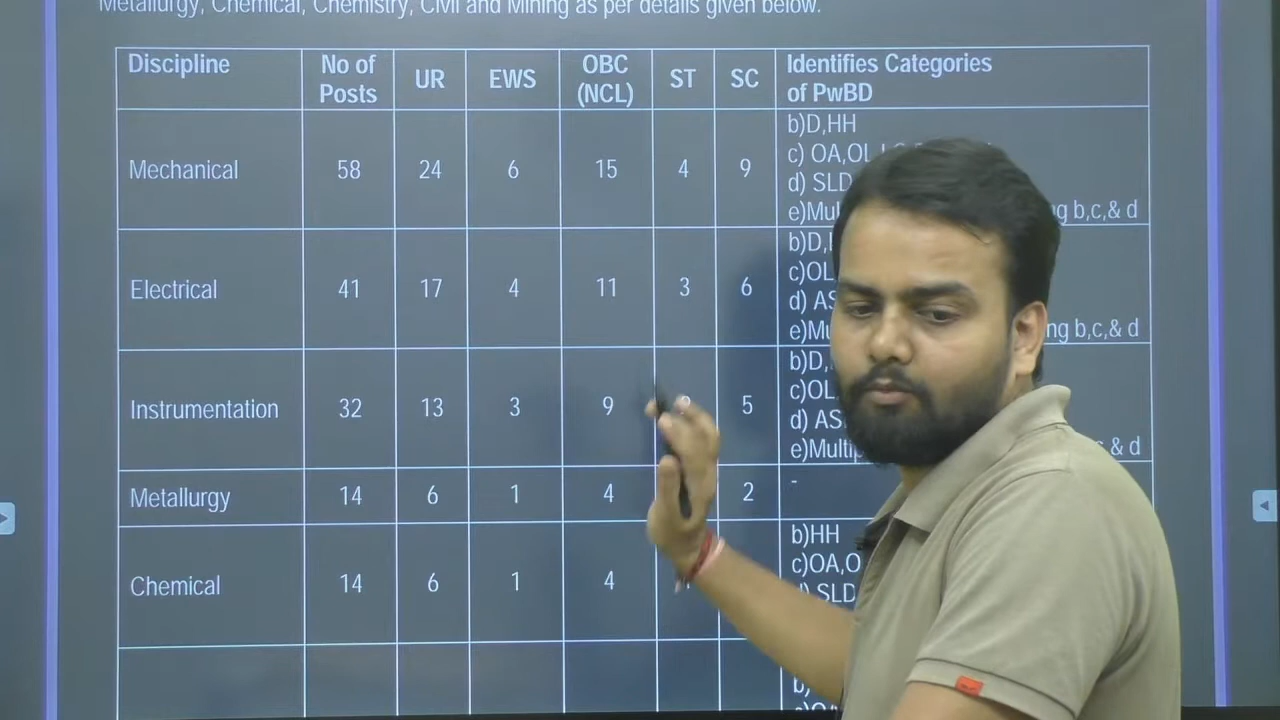 Metallurgy, Chemical, Chemistry, Civil and Mining as per details given below.
Discipline No of Posts UR EWS OBC (NCL) ST SC Identifies Categories of PwBD
Mechanical 58 24 6 15 4 9
b)D,HH
c) OA,OL
d) SLD
b,c,& d
Electrical 41 17 4 11 3 6
c)OL
d) AS
b,c,& d
Instrumentation 32 13 3 9 5
c)OL
d) AS
& d
Metallurgy 14 6 1 4 2 -
Chemical 14 6 1 4
b)HH
c)OA,O
SLD